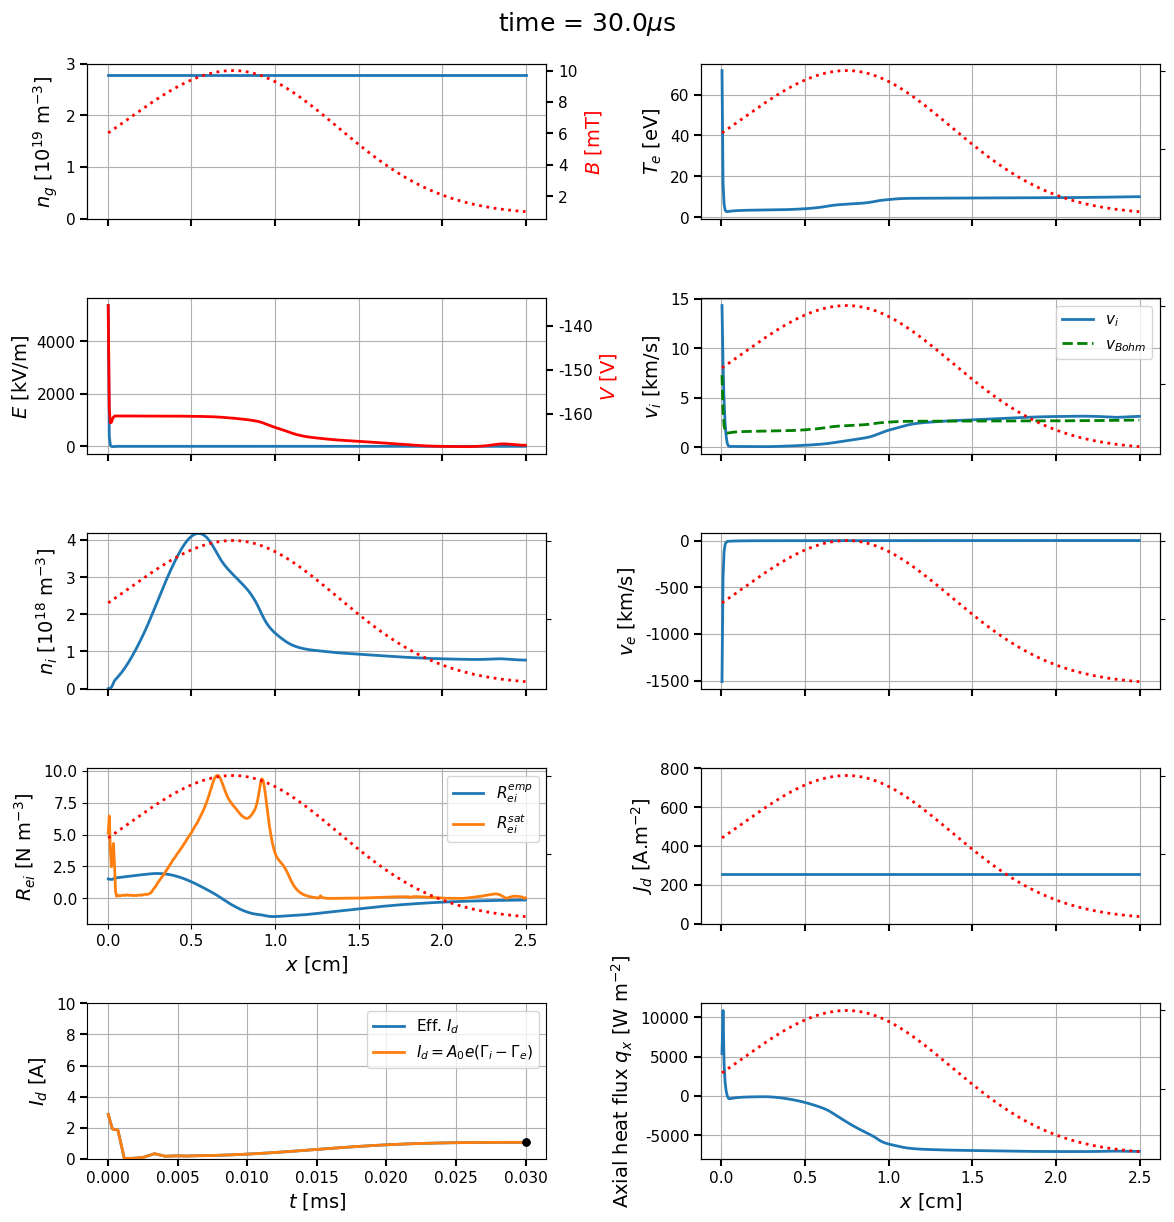 time = 30.0μs
n_g [10^19 m^−3]
3
2
1
0
10
8
6
4
2
B [mT]
T_e [eV]
60
40
20
0
E [kV/m]
4000
2000
0
-140
-150
-160
V [V]
v_i [km/s]
15
10
5
0
v_i
v_Bohm
n_i [10^18 m^−3]
4
3
2
1
0
v_e [km/s]
0
-500
-1000
-1500
R_ei [N m^−3]
10.0
7.5
5.0
2.5
0.0
R_ei^emp
R_ei^sat
0.0 0.5 1.0 1.5 2.0 2.5
x [cm]
J_d [A.m^−2]
800
600
400
200
0
I_d [A]
10
8
6
4
2
0
Eff. I_d
I_d = A_0e(Γ_i − Γ_e)
0.000 0.005 0.010 0.015 0.020 0.025 0.030
t [ms]
Axial heat flux q_x [W m^−2]
10000
5000
0
-5000
0.0 0.5 1.0 1.5 2.0 2.5
x [cm]